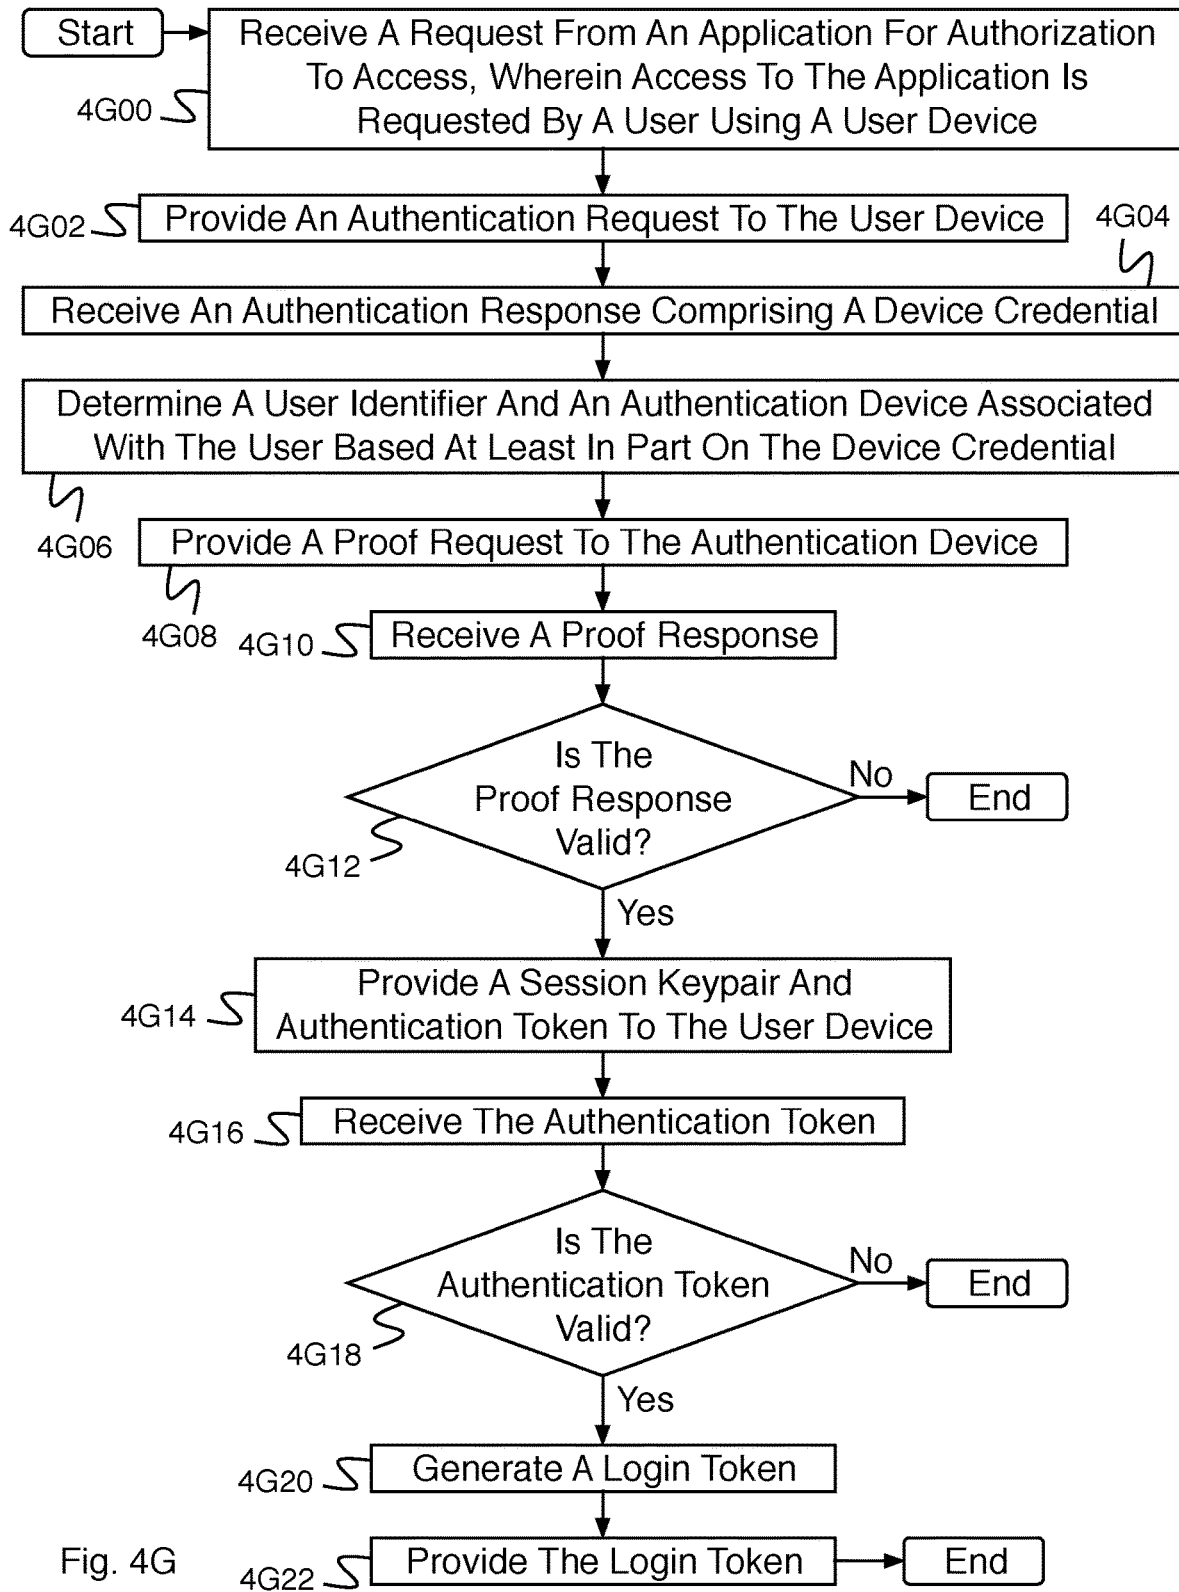 Start
Receive A Request From An Application For Authorization
To Access, Wherein Access To The Application Is
Requested By A User Using A User Device
4G00
Provide An Authentication Request To The User Device
4G02
4G04
Receive An Authentication Response Comprising A Device Credential
Determine A User Identifier And An Authentication Device Associated
With The User Based At Least In Part On The Device Credential
4G06
Provide A Proof Request To The Authentication Device
4G08
4G10
Receive A Proof Response
Is The
Proof Response
Valid?
No
End
4G12
Yes
Provide A Session Keypair And
Authentication Token To The User Device
4G14
Receive The Authentication Token
4G16
Is The
Authentication Token
Valid?
No
End
4G18
Yes
Generate A Login Token
4G20
Provide The Login Token
End
4G22
Fig. 4G